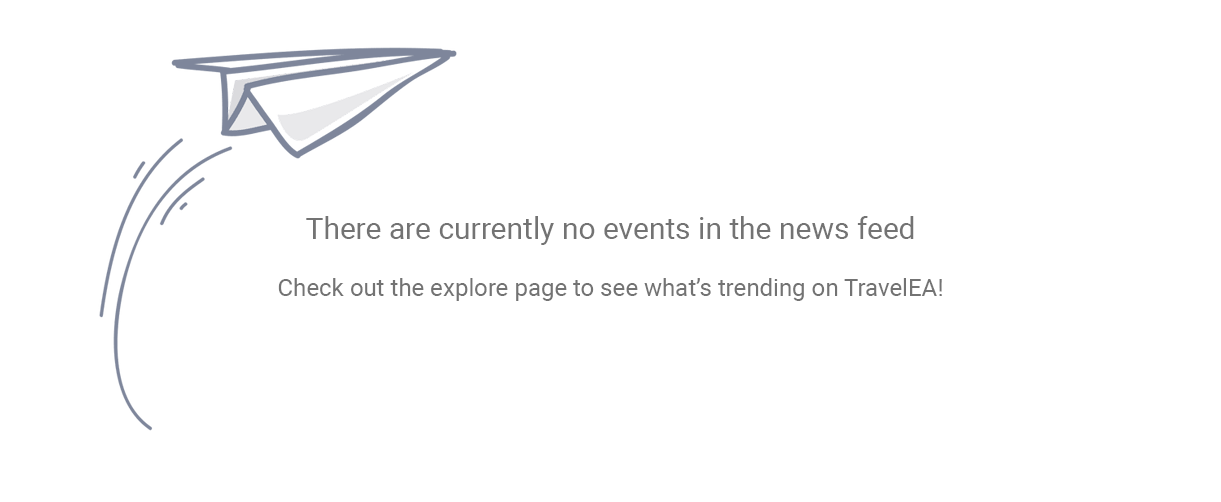 There are currently no events in the news feed
Check out the explore page to see what’s trending on TravelEA!